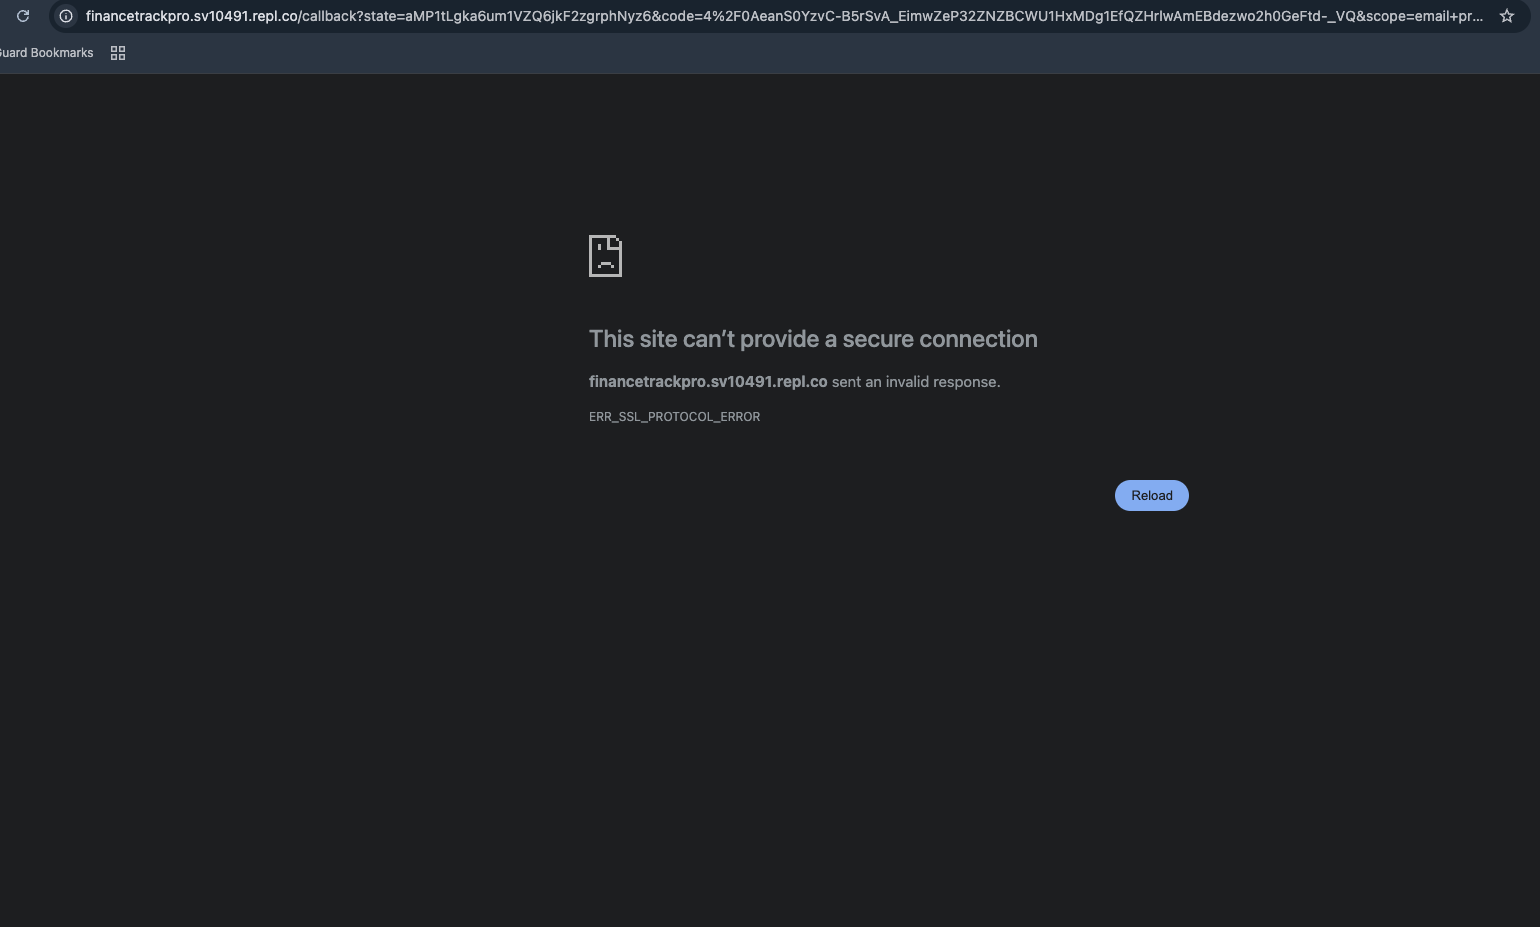 financetrackpro.sv10491.repl.co/callback?state=aMP1tLgka6um1VZQ6jkF2zgrphNyz6&code=4%2F0AeanS0YzvC-B5rSvA_EimwZeP32ZNZBCWU1HxMDg1EfQZHrlwAmEBdezwo2h0GeFtd-_VQ&scope=email+pr...
Guard Bookmarks
This site can’t provide a secure connection
financetrackpro.sv10491.repl.co sent an invalid response.
ERR_SSL_PROTOCOL_ERROR
Reload